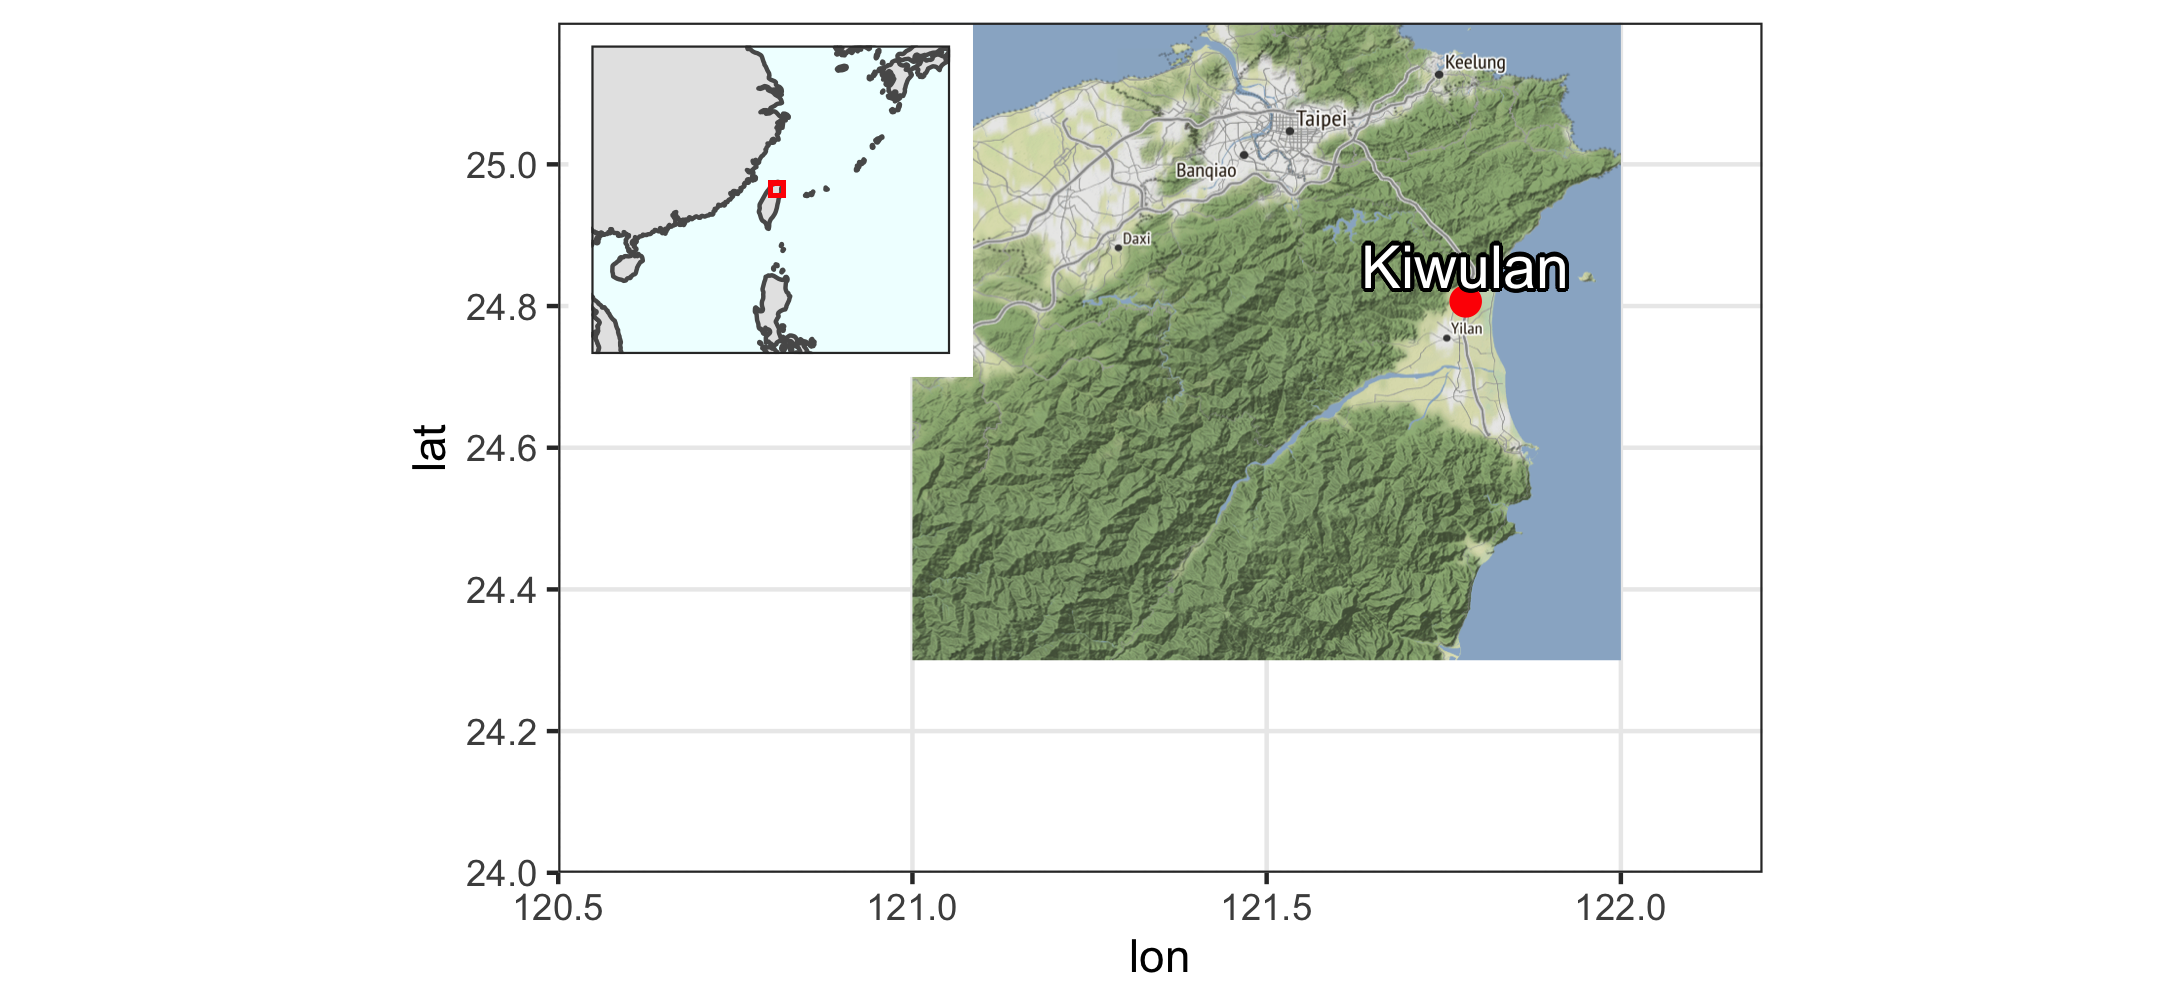 Keelung
Taipei
Banqiao
Daxi
Kiwulan
Yilan
lat
25.0
24.8
24.6
24.4
24.2
24.0
120.5
121.0
121.5
122.0
lon